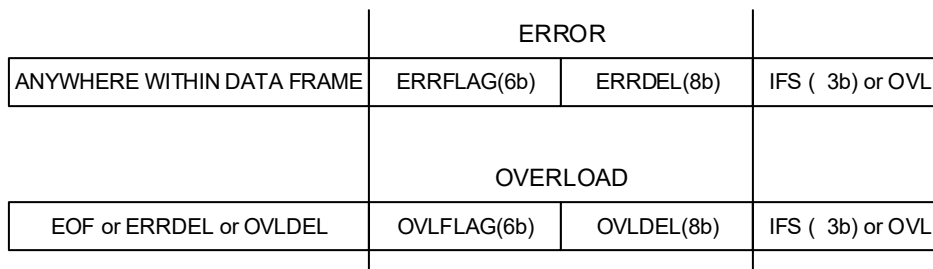 ERROR
ANYWHERE WITHIN DATA FRAME ERRFLAG(6b) ERRDEL(8b) IFS ( 3b) or OVL
OVERLOAD
EOF or ERRDEL or OVLDEL OVLFLAG(6b) OVLDEL(8b) IFS ( 3b) or OVL